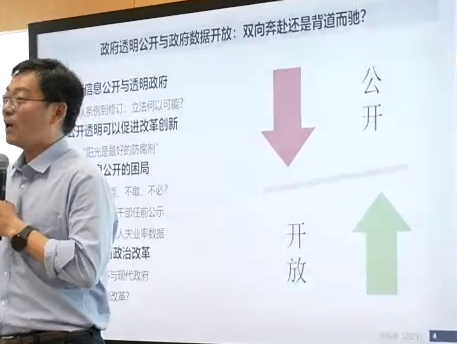 政府透明公开与政府数据开放：双向奔赴还是背道而驰？
信息公开与透明政府
条例到修订：立法何以可能？
公开透明可以促进改革创新
“阳光是最好的防腐剂”
公开的困局
不敢、不必？
干部任前公示
人失业率数据
政治改革
与现代政府
改革？
公开
开放
4